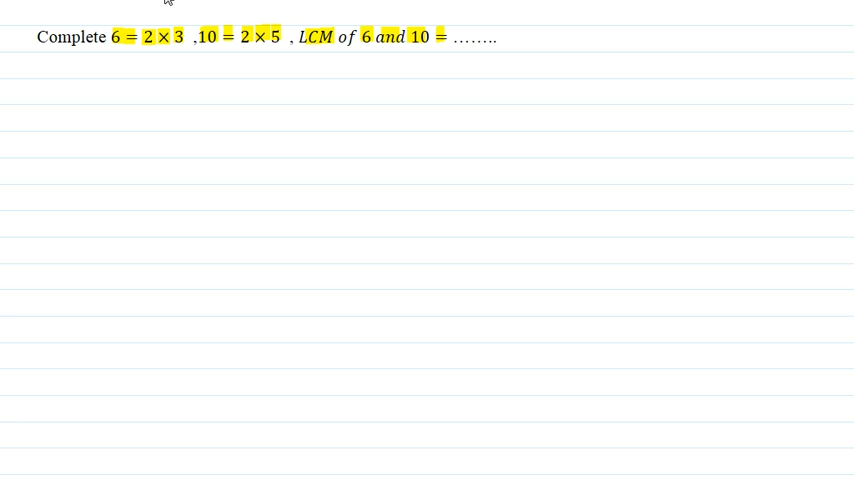 Complete 6 = 2 × 3 ,10 = 2 × 5 , LCM of 6 and 10 = ........